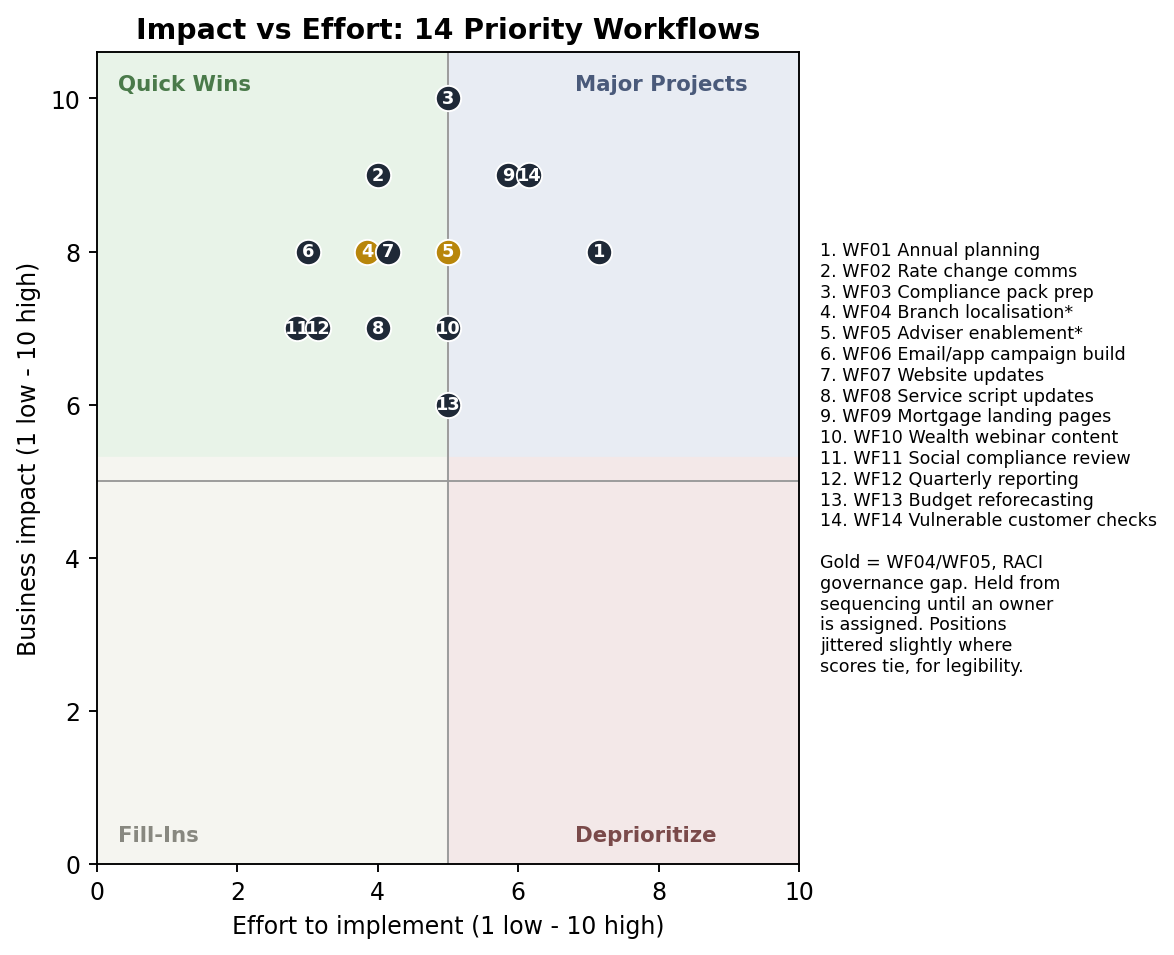 Impact vs Effort: 14 Priority Workflows
Quick Wins
Major Projects
10
3
2
9
14
8
6
4
7
5
1
11
12
8
10
6
13
4
2
0
Fill-Ins
Deprioritize
0
2
4
6
8
10
Business impact (1 low - 10 high)
Effort to implement (1 low - 10 high)
1. WF01 Annual planning
2. WF02 Rate change comms
3. WF03 Compliance pack prep
4. WF04 Branch localisation*
5. WF05 Adviser enablement*
6. WF06 Email/app campaign build
7. WF07 Website updates
8. WF08 Service script updates
9. WF09 Mortgage landing pages
10. WF10 Wealth webinar content
11. WF11 Social compliance review
12. WF12 Quarterly reporting
13. WF13 Budget reforecasting
14. WF14 Vulnerable customer checks
Gold = WF04/WF05, RACI
governance gap. Held from
sequencing until an owner
is assigned. Positions
jittered slightly where
scores tie, for legibility.